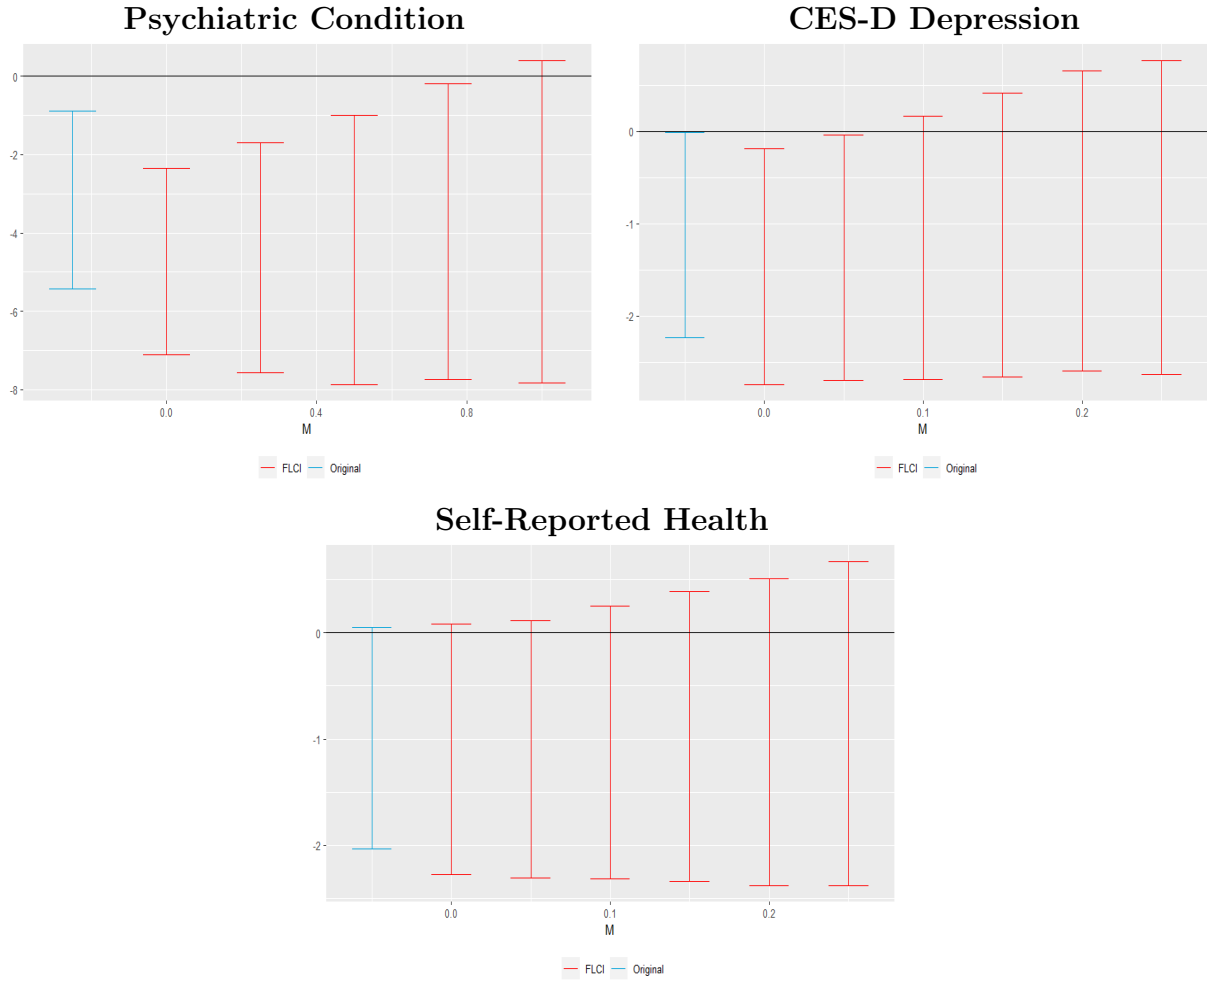 Psychiatric Condition
CES-D Depression
0
-2
-4
-6
-8
0.0 0.4 0.8
M
FLCI Original
0
-1
-2
0.0 0.1 0.2
M
FLCI Original
Self-Reported Health
0
-1
-2
0.0 0.1 0.2
M
FLCI Original